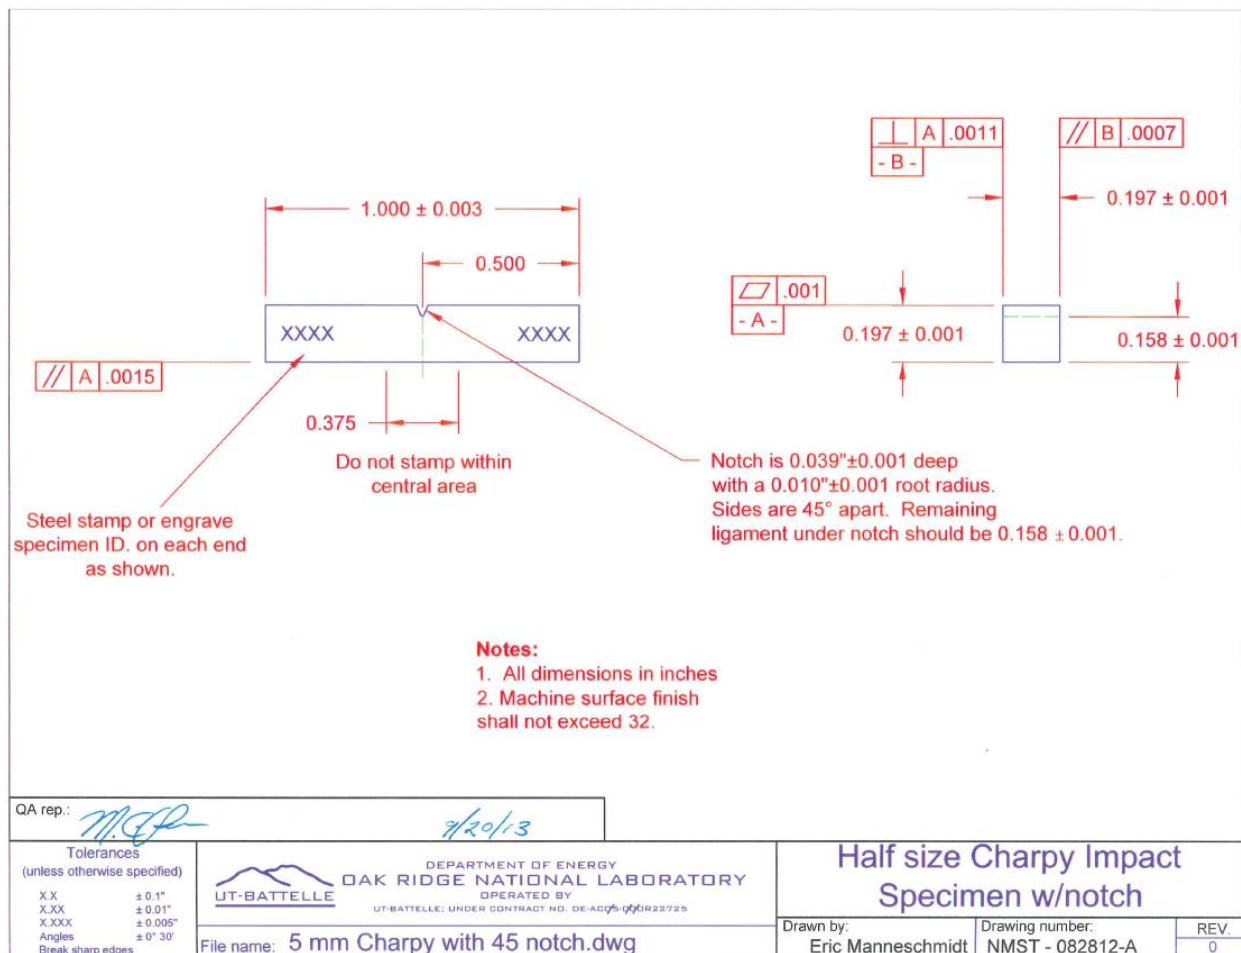 ⊥ A .0011
- B -
// B .0007
1.000 ± 0.003
0.197 ± 0.001
0.500
⏥ .001
- A -
XXXX
XXXX
0.197 ± 0.001
0.158 ± 0.001
// A .0015
0.375
Do not stamp within
central area
Notch is 0.039"±0.001 deep
with a 0.010"±0.001 root radius.
Sides are 45° apart. Remaining
ligament under notch should be 0.158 ± 0.001.
Steel stamp or engrave
specimen ID. on each end
as shown.
Notes:
1. All dimensions in inches
2. Machine surface finish
shall not exceed 32.
QA rep.:
9/20/13
Tolerances
(unless otherwise specified)
X.X ± 0.1"
X.XX ± 0.01"
X.XXX ± 0.005"
Angles ± 0° 30'
Break sharp edges
UT-BATTELLE
DEPARTMENT OF ENERGY
OAK RIDGE NATIONAL LABORATORY
OPERATED BY
UT-BATTELLE; UNDER CONTRACT NO.
File name: 5 mm Charpy with 45 notch.dwg
Half size Charpy Impact
Specimen w/notch
Drawn by:
Eric Manneschmidt
Drawing number:
NMST - 082812-A
REV.
0